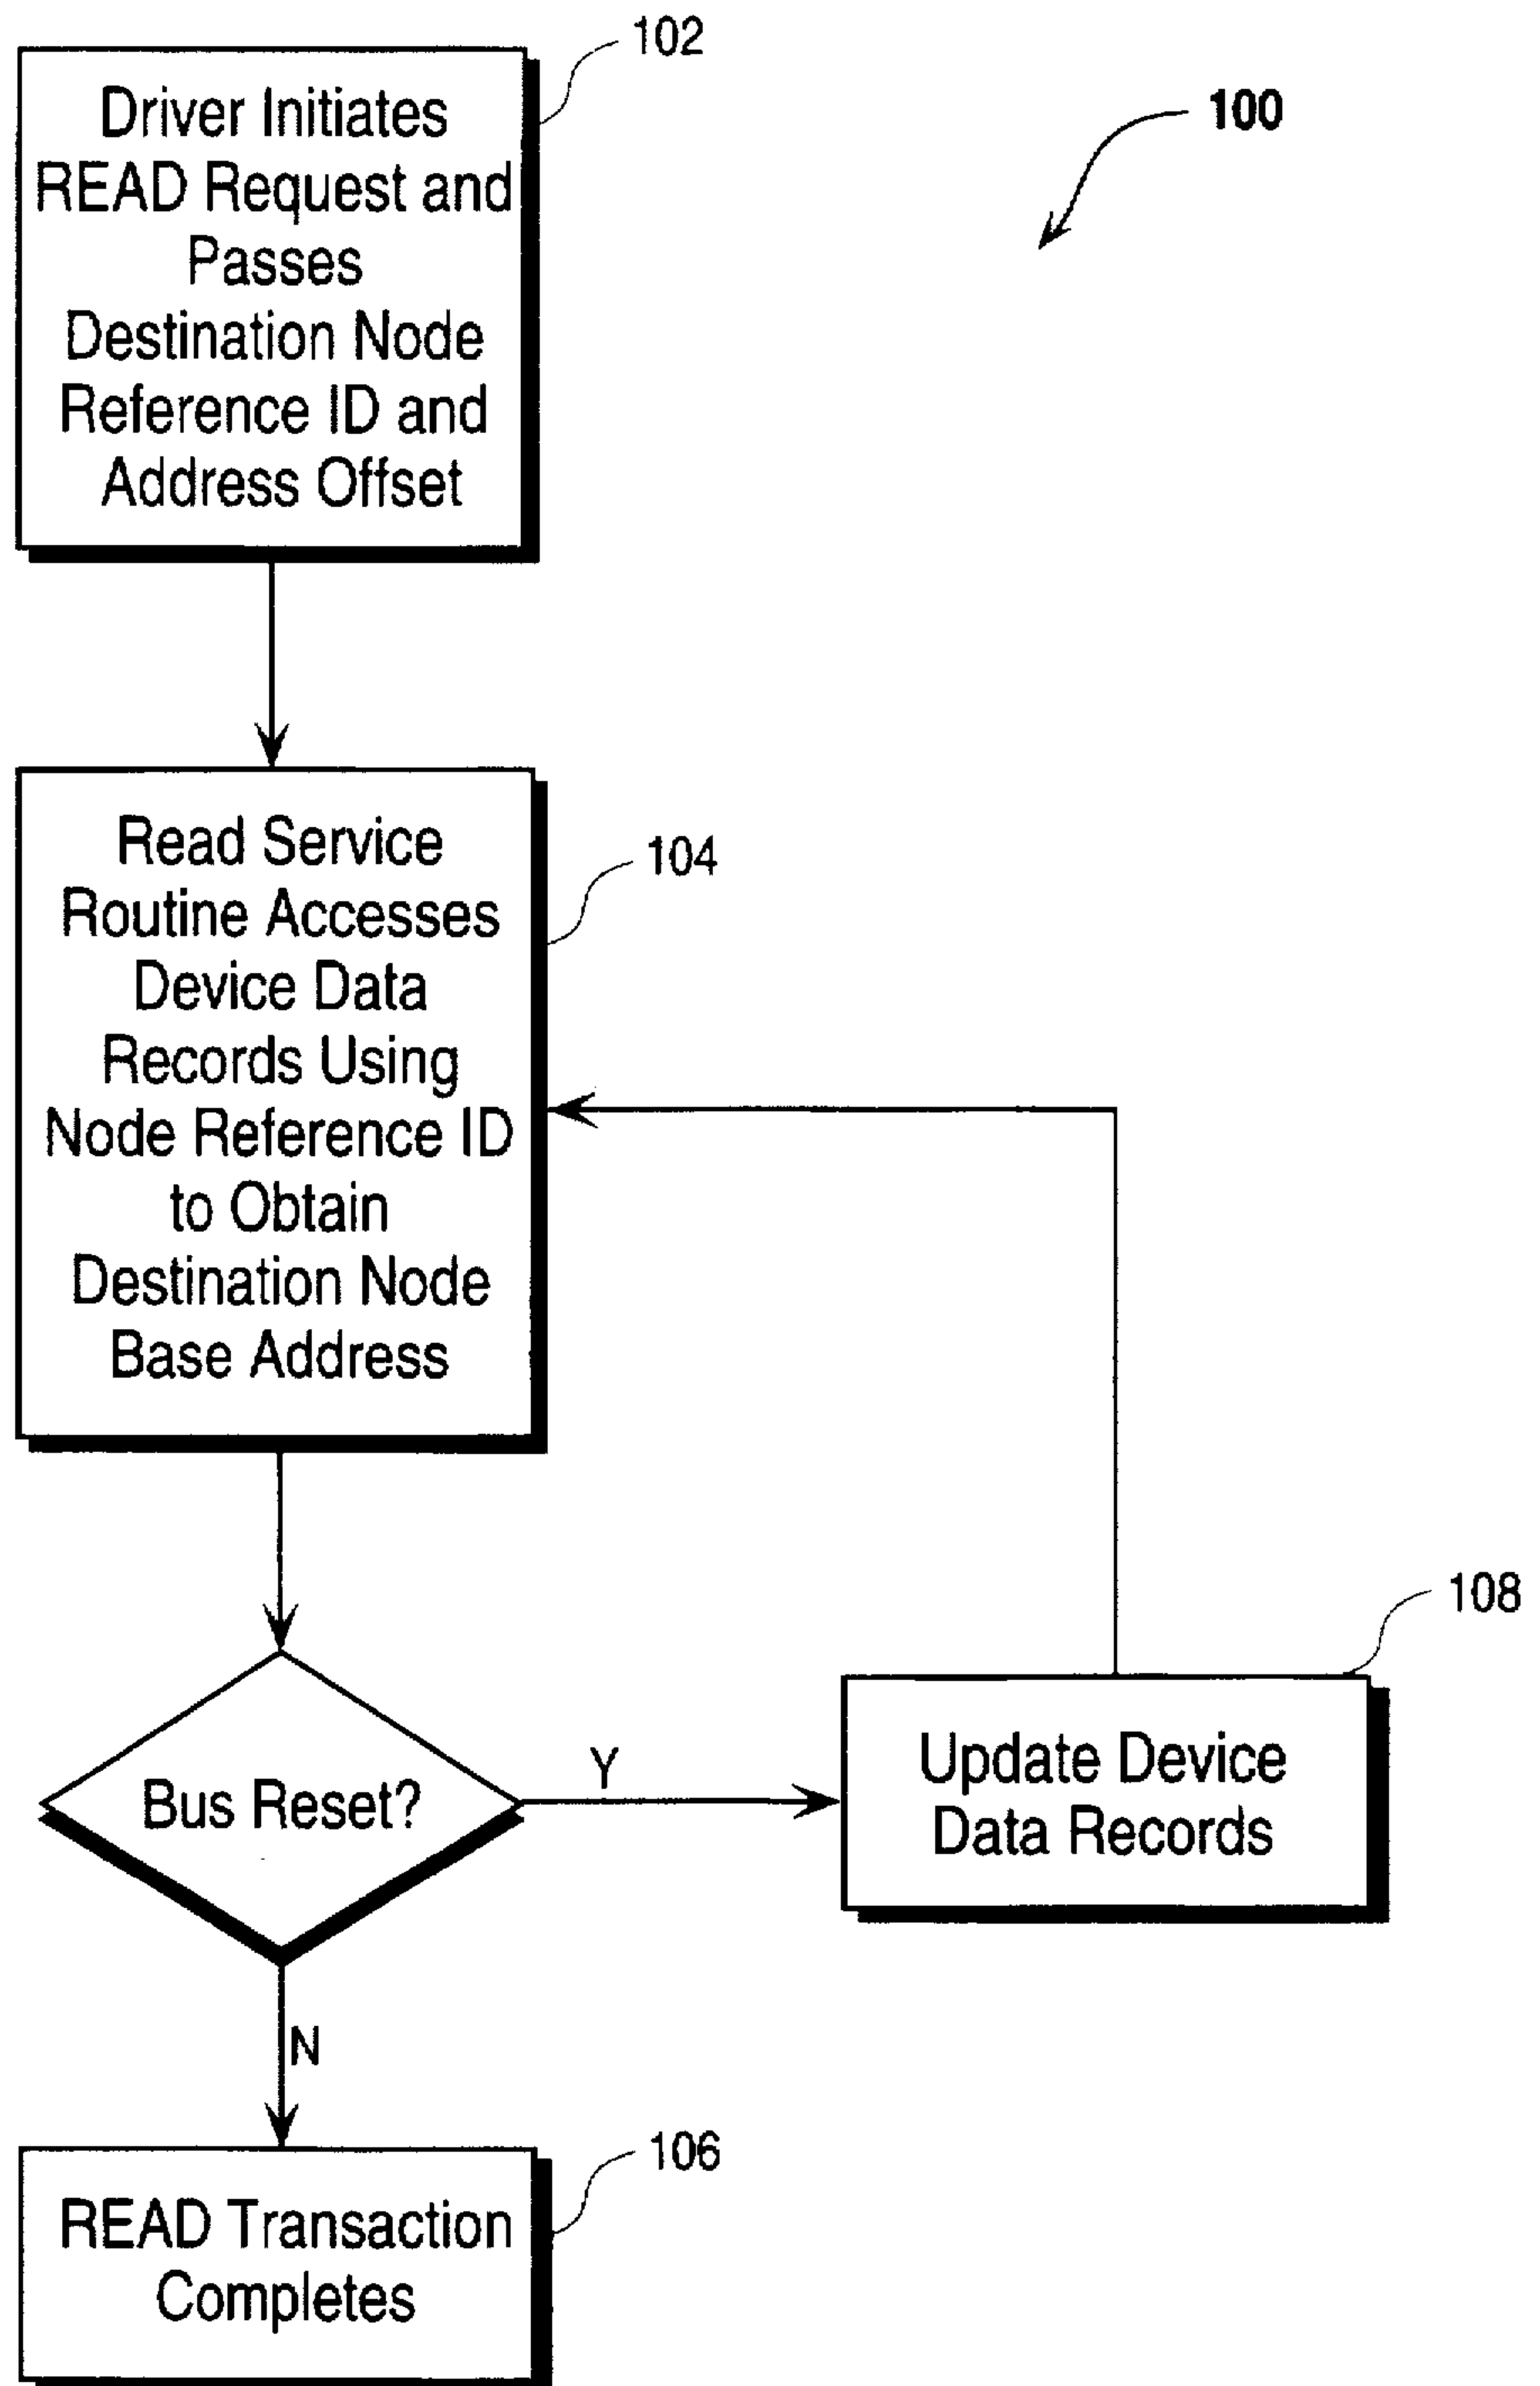 102
100
Driver Initiates
READ Request and
Passes
Destination Node
Reference ID and
Address Offset
104
Read Service
Routine Accesses
Device Data
Records Using
Node Reference ID
to Obtain
Destination Node
Base Address
108
Bus Reset?
Y
Update Device
Data Records
N
106
READ Transaction
Completes